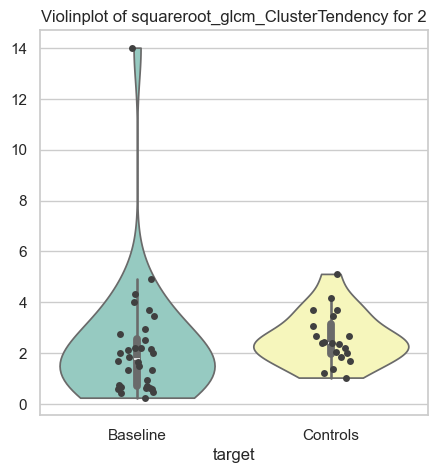 Violinplot of squareroot_glcm_ClusterTendency for 2
14
12
10
8
6
4
2
0
Baseline
Controls
target